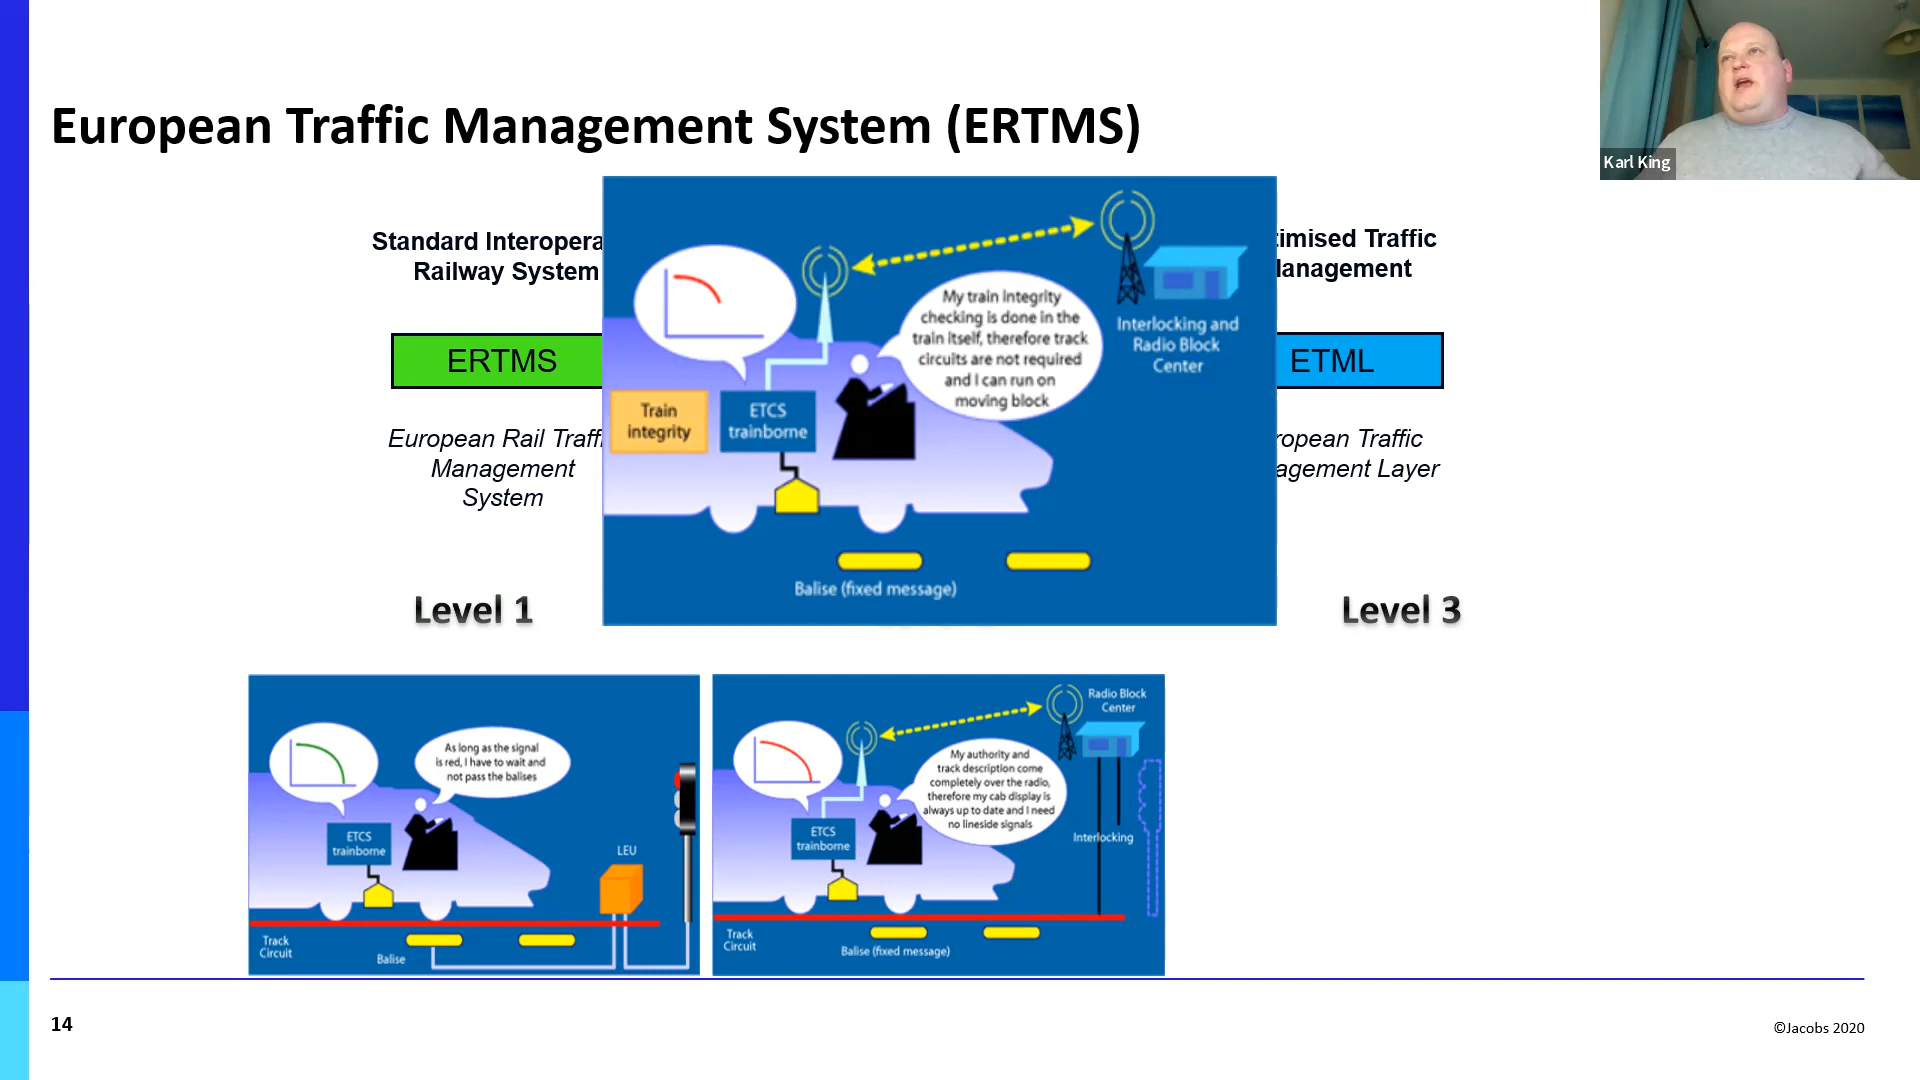 European Traffic Management System (ERTMS)
Karl King
Standard Interopera
Railway System
timised Traffic
anagement
ERTMS
ETML
European Rail Traffi
Management
System
ropean Traffic
agement Layer
My train integrity
checking is done in the
train itself, therefore track
circuits are not required
and I can run on
moving block
Interlocking and
Radio Block
Center
Train
integrity
ETCS
trainborne
Balise (fixed message)
Level 1
Level 3
As long as the signal
is red, I have to wait and
not pass the balises
ETCS
trainborne
LEU
Track
Circuit
Balise
Radio Block
Center
My authority and
track description come
completely over the radio,
therefore my cab display is
always up to date and I need
no lineside signals
ETCS
trainborne
Interlocking
Track
Circuit
Balise (fixed message)
14
©Jacobs 2020